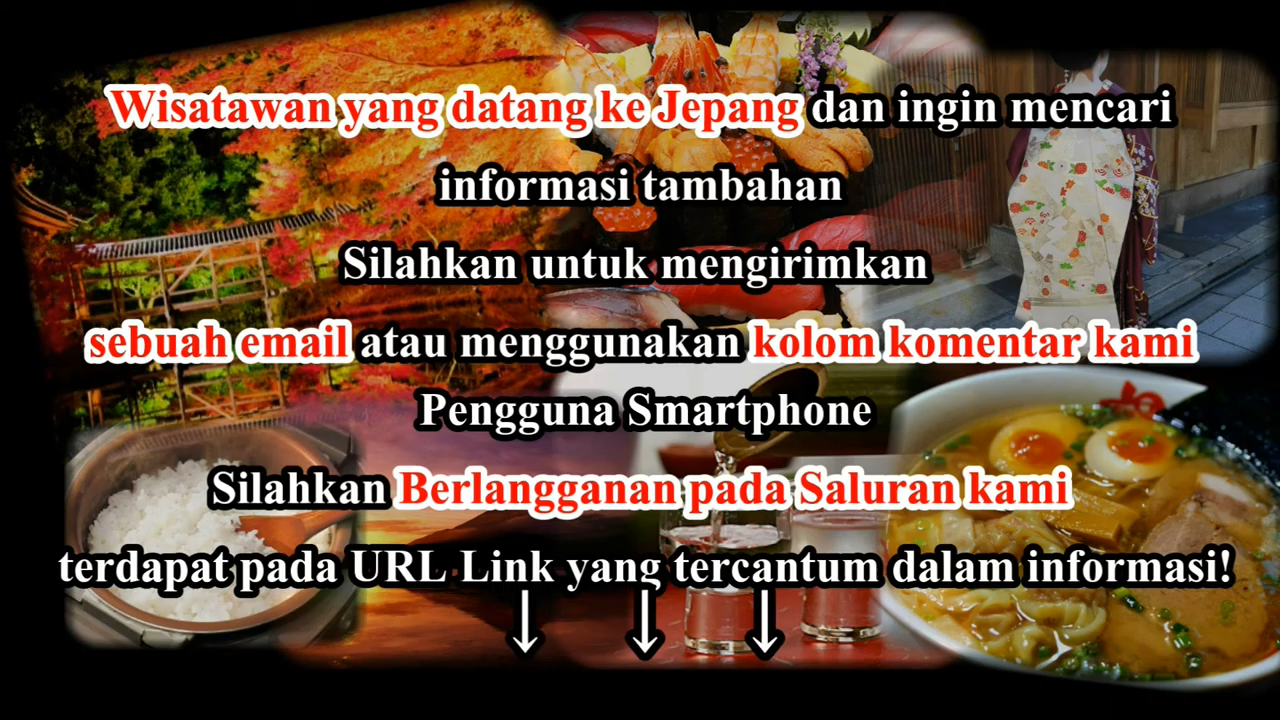 Wisatawan yang datang ke Jepang dan ingin mencari
informasi tambahan
Silahkan untuk mengirimkan
sebuah email atau menggunakan kolom komentar kami
Pengguna Smartphone
Silahkan Berlangganan pada Saluran kami
terdapat pada URL Link yang tercantum dalam informasi!
↓ ↓ ↓